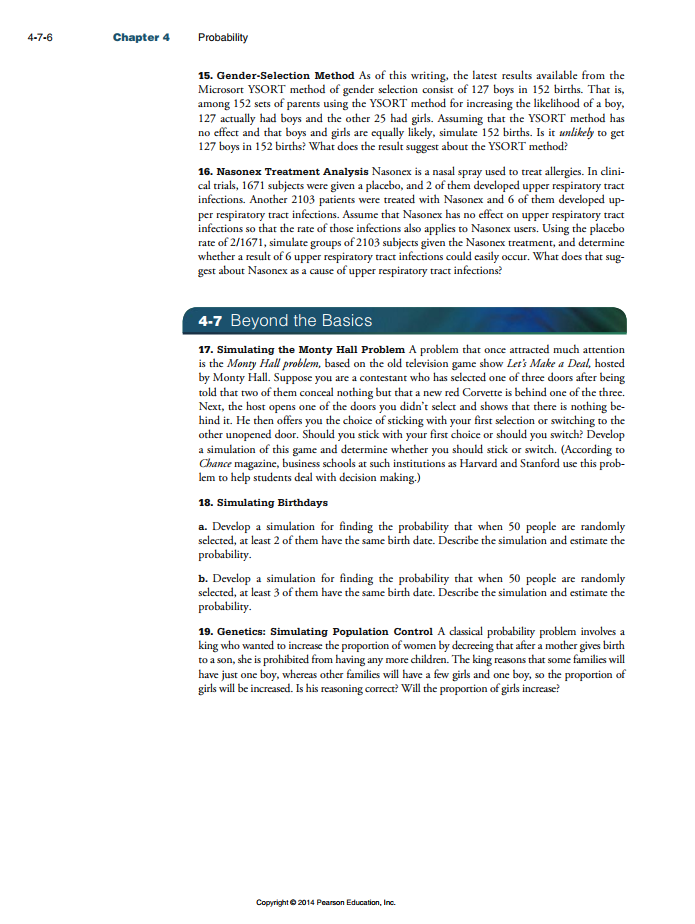 4-7-6 Chapter 4 Probability
15. Gender-Selection Method As of this writing, the latest results available from the
Microsort YSORT method of gender selection consist of 127 boys in 152 births. That is,
among 152 sets of parents using the YSORT method for increasing the likelihood of a boy,
127 actually had boys and the other 25 had girls. Assuming that the YSORT method has
no effect and that boys and girls are equally likely, simulate 152 births. Is it unlikely to get
127 boys in 152 births? What does the result suggest about the YSORT method?
16. Nasonex Treatment Analysis Nasonex is a nasal spray used to treat allergies. In clini-
cal trials, 1671 subjects were given a placebo, and 2 of them developed upper respiratory tract
infections. Another 2103 patients were treated with Nasonex and 6 of them developed up-
per respiratory tract infections. Assume that Nasonex has no effect on upper respiratory tract
infections so that the rate of those infections also applies to Nasonex users. Using the placebo
rate of 2/1671, simulate groups of 2103 subjects given the Nasonex treatment, and determine
whether a result of 6 upper respiratory tract infections could easily occur. What does that sug-
gest about Nasonex as a cause of upper respiratory tract infections?
4-7 Beyond the Basics
17. Simulating the Monty Hall Problem A problem that once attracted much attention
is the Monty Hall problem, based on the old television game show Let's Make a Deal, hosted
by Monty Hall. Suppose you are a contestant who has selected one of three doors after being
told that two of them conceal nothing but that a new red Corvette is behind one of the three.
Next, the host opens one of the doors you didn't select and shows that there is nothing be-
hind it. He then offers you the choice of sticking with your first selection or switching to the
other unopened door. Should you stick with your first choice or should you switch? Develop
a simulation of this game and determine whether you should stick or switch. (According to
Chance magazine, business schools at such institutions as Harvard and Stanford use this prob-
lem to help students deal with decision making.)
18. Simulating Birthdays
a. Develop a simulation for finding the probability that when 50 people are randomly
selected, at least 2 of them have the same birth date. Describe the simulation and estimate the
probability.
b. Develop a simulation for finding the probability that when 50 people are randomly
selected, at least 3 of them have the same birth date. Describe the simulation and estimate the
probability.
19. Genetics: Simulating Population Control A classical probability problem involves a
king who wanted to increase the proportion of women by decreeing that after a mother gives birth
to a son, she is prohibited from having any more children. The king reasons that some families will
have just one boy, whereas other families will have a few girls and one boy, so the proportion of
girls will be increased. Is his reasoning correct? Will the proportion of girls increase?
Copyright © 2014 Pearson Education, Inc.